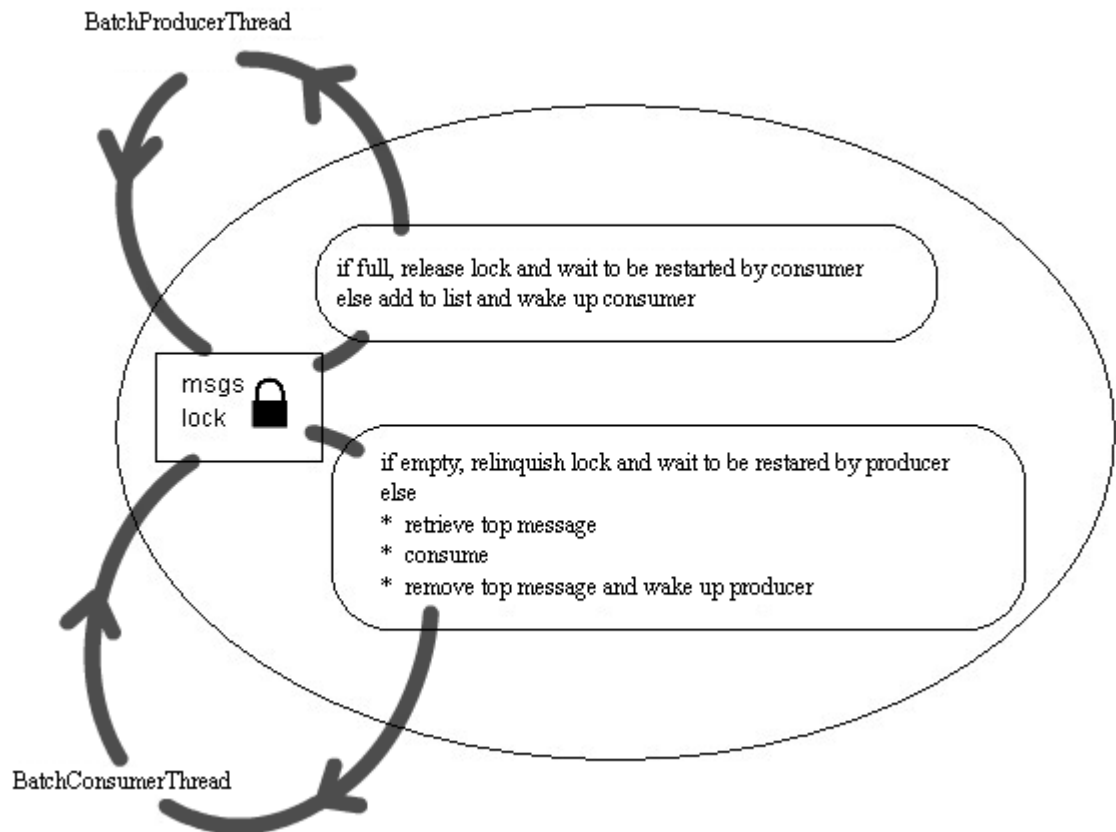 BatchProducerThread
if full, release lock and wait to be restarted by consumer
else add to list and wake up consumer
msgs
lock
if empty, relinquish lock and wait to be restared by producer
else
* retrieve top message
* consume
* remove top message and wake up producer
BatchConsumerThread